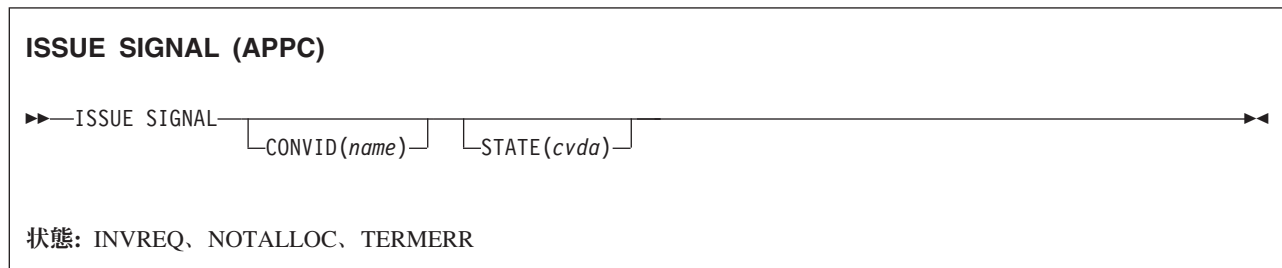 ISSUE SIGNAL (APPC)
ISSUE SIGNAL
CONVID(name) STATE(cvda)
状態: INVREQ、NOTALLOC、TERMERR